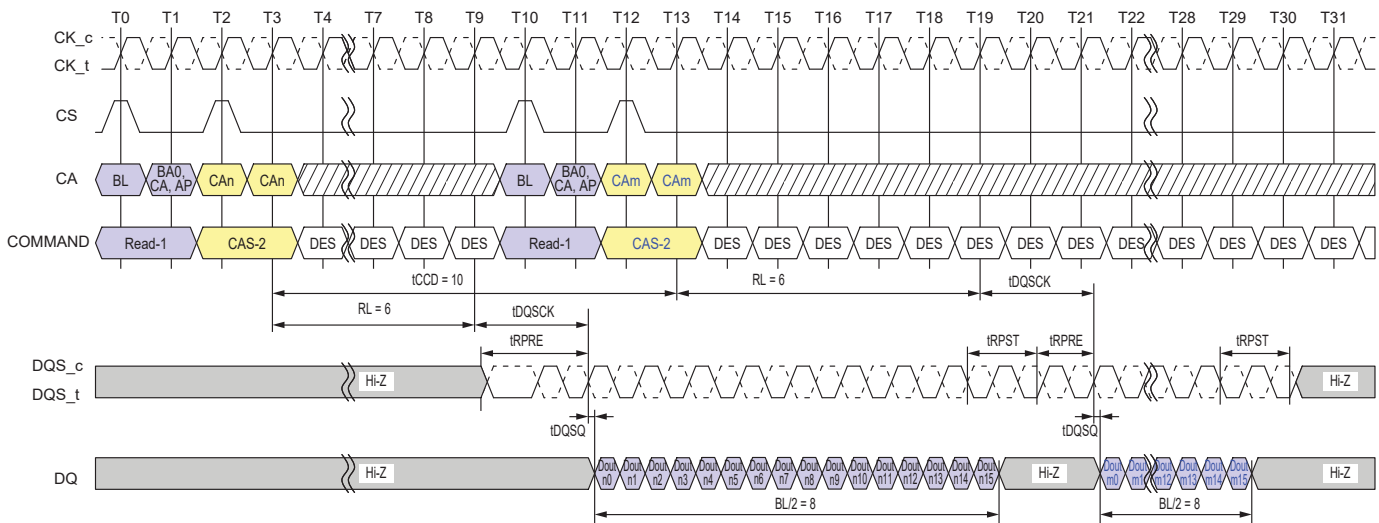 T0 T1 T2 T3 T4 T7 T8 T9 T10 T11 T12 T13 T14 T15 T16 T17 T18 T19 T20 T21 T22 T28 T29 T30 T31
CK_c
CK_t
CS
CA BL BA0, CA, AP CAn CAn BL BA0, CA, AP CAm CAm
COMMAND Read-1 CAS-2 DES DES DES DES Read-1 CAS-2 DES DES DES DES DES DES DES DES DES DES DES DES DES
tCCD = 10 RL = 6 tDQSCK
RL = 6 tDQSCK
tRPRE tRPST tRPRE tRPST
DQS_c
DQS_t
Hi-Z Hi-Z
tDQSQ tDQSQ
DQ Hi-Z Dout n0 Dout n1 Dout n2 Dout n3 Dout n4 Dout n5 Dout n6 Dout n7 Dout n8 Dout n9 Dout n10 Dout n11 Dout n12 Dout n13 Dout n14 Dout n15 Hi-Z Dout m0 Dout m1 Dout m12 Dout m13 Dout m14 Dout m15 Hi-Z
BL/2 = 8 BL/2 = 8